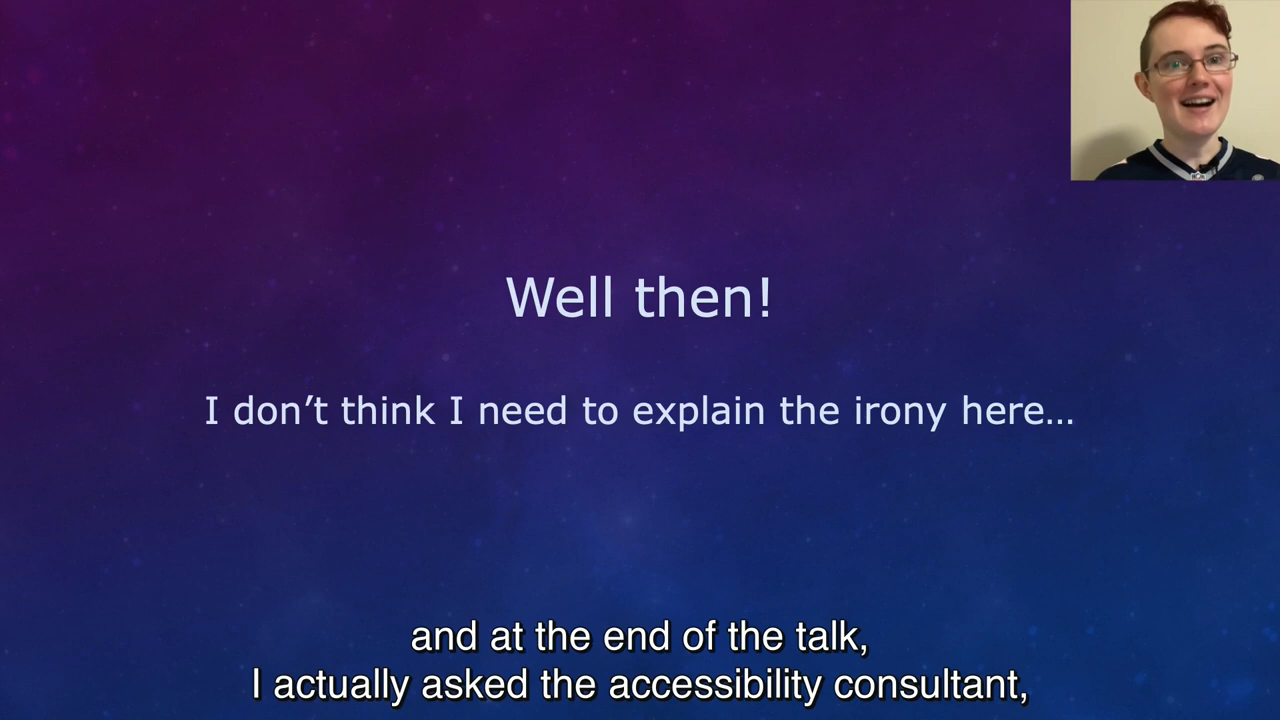 Well then!
I don’t think I need to explain the irony here…
and at the end of the talk,
I actually asked the accessibility consultant,